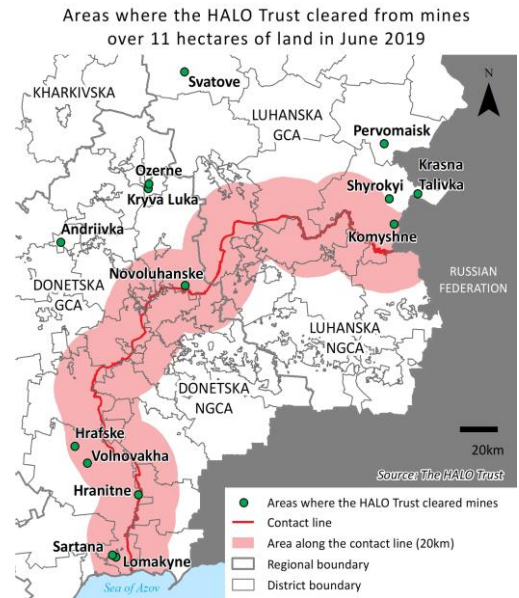 Areas where the HALO Trust cleared from mines
over 11 hectares of land in June 2019
Svatove
KHARKIVSKA
LUHANSKA
GCA
N
Pervomaisk
Ozerne
Kryva Luka
Shyrokyi
Krasna
Talivka
Andriivka
Komyshne
Novoluhanske
DONETSKA
GCA
RUSSIAN
FEDERATION
LUHANSKA
NGCA
DONETSKA
NGCA
20km
Hrafske
Volnovakha
Source: The HALO Trust
Hranitne
Areas where the HALO Trust cleared mines
Contact line
Area along the contact line (20km)
Regional boundary
District boundary
Sartana
Lomakyne
Sea of Azov